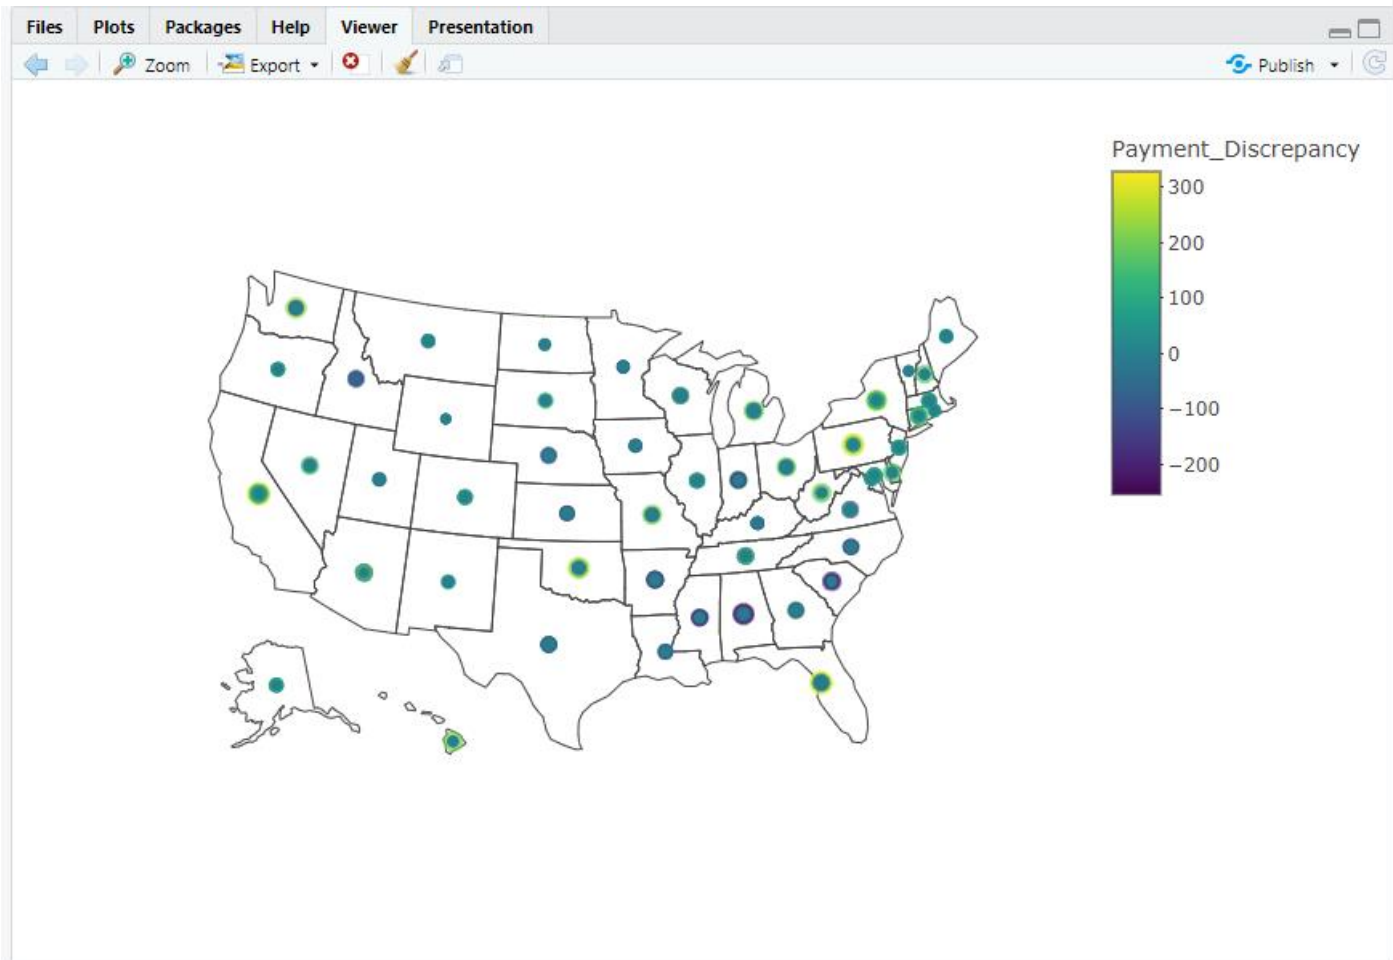 Files Plots Packages Help Viewer Presentation
Zoom Export Publish
Payment_Discrepancy
300
200
100
0
−100
−200